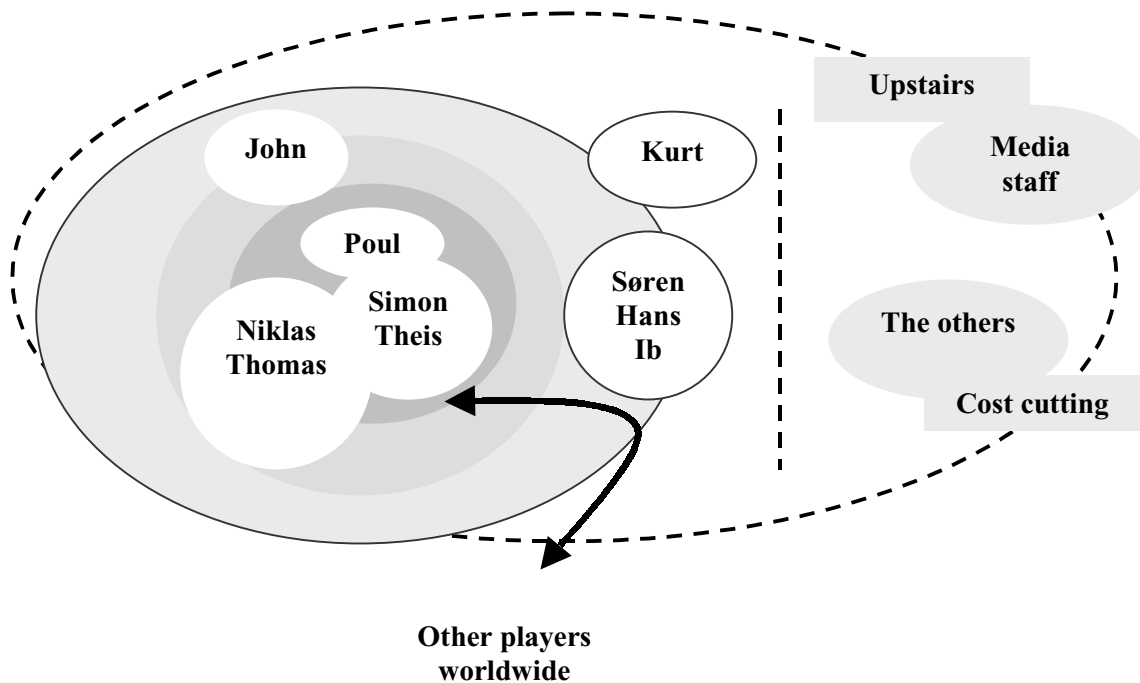 Upstairs
John
Kurt
Media
staff
Poul
Søren
Hans
Ib
Simon
Theis
Niklas
Thomas
The others
Cost cutting
Other players
worldwide